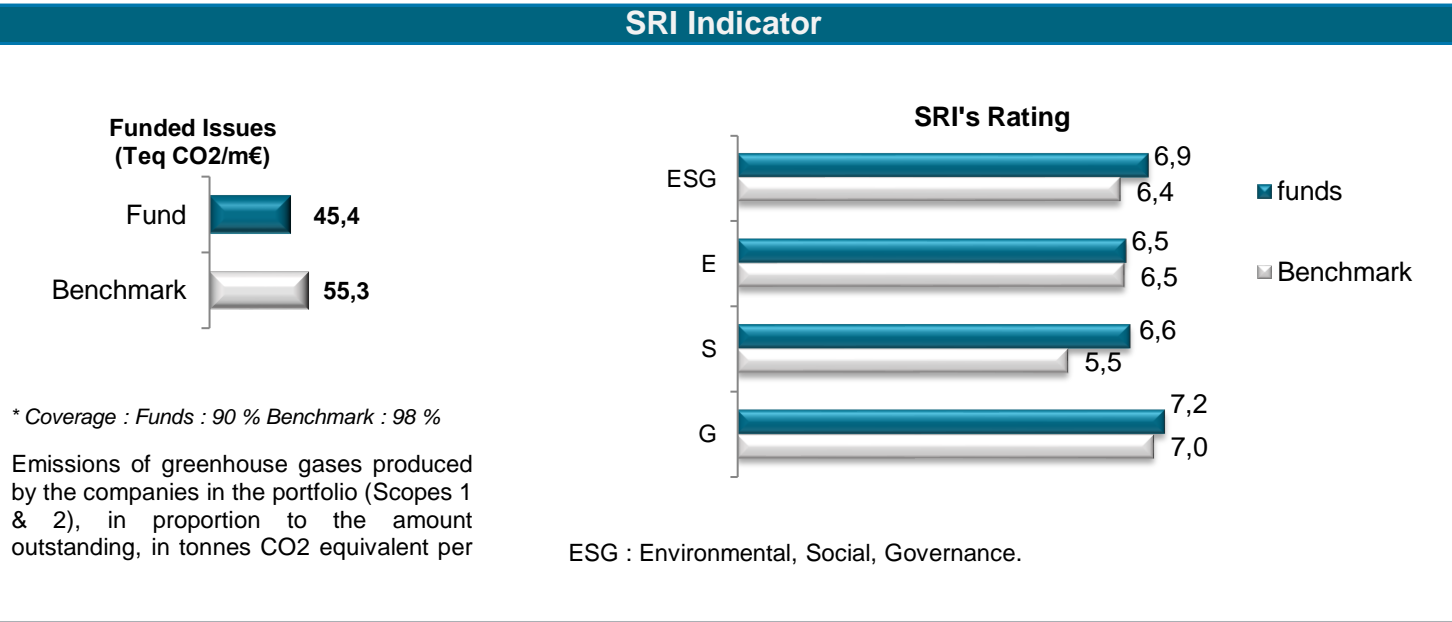 SRI Indicator
Funded Issues
(Teq CO2/m€)
Fund
45,4
Benchmark
55,3
* Coverage : Funds : 90 % Benchmark : 98 %
Emissions of greenhouse gases produced
by the companies in the portfolio (Scopes 1
& 2), in proportion to the amount
outstanding, in tonnes CO2 equivalent per
SRI's Rating
ESG
6,9
6,4
E
6,5
6,5
S
6,6
5,5
G
7,2
7,0
funds
Benchmark
ESG : Environmental, Social, Governance.